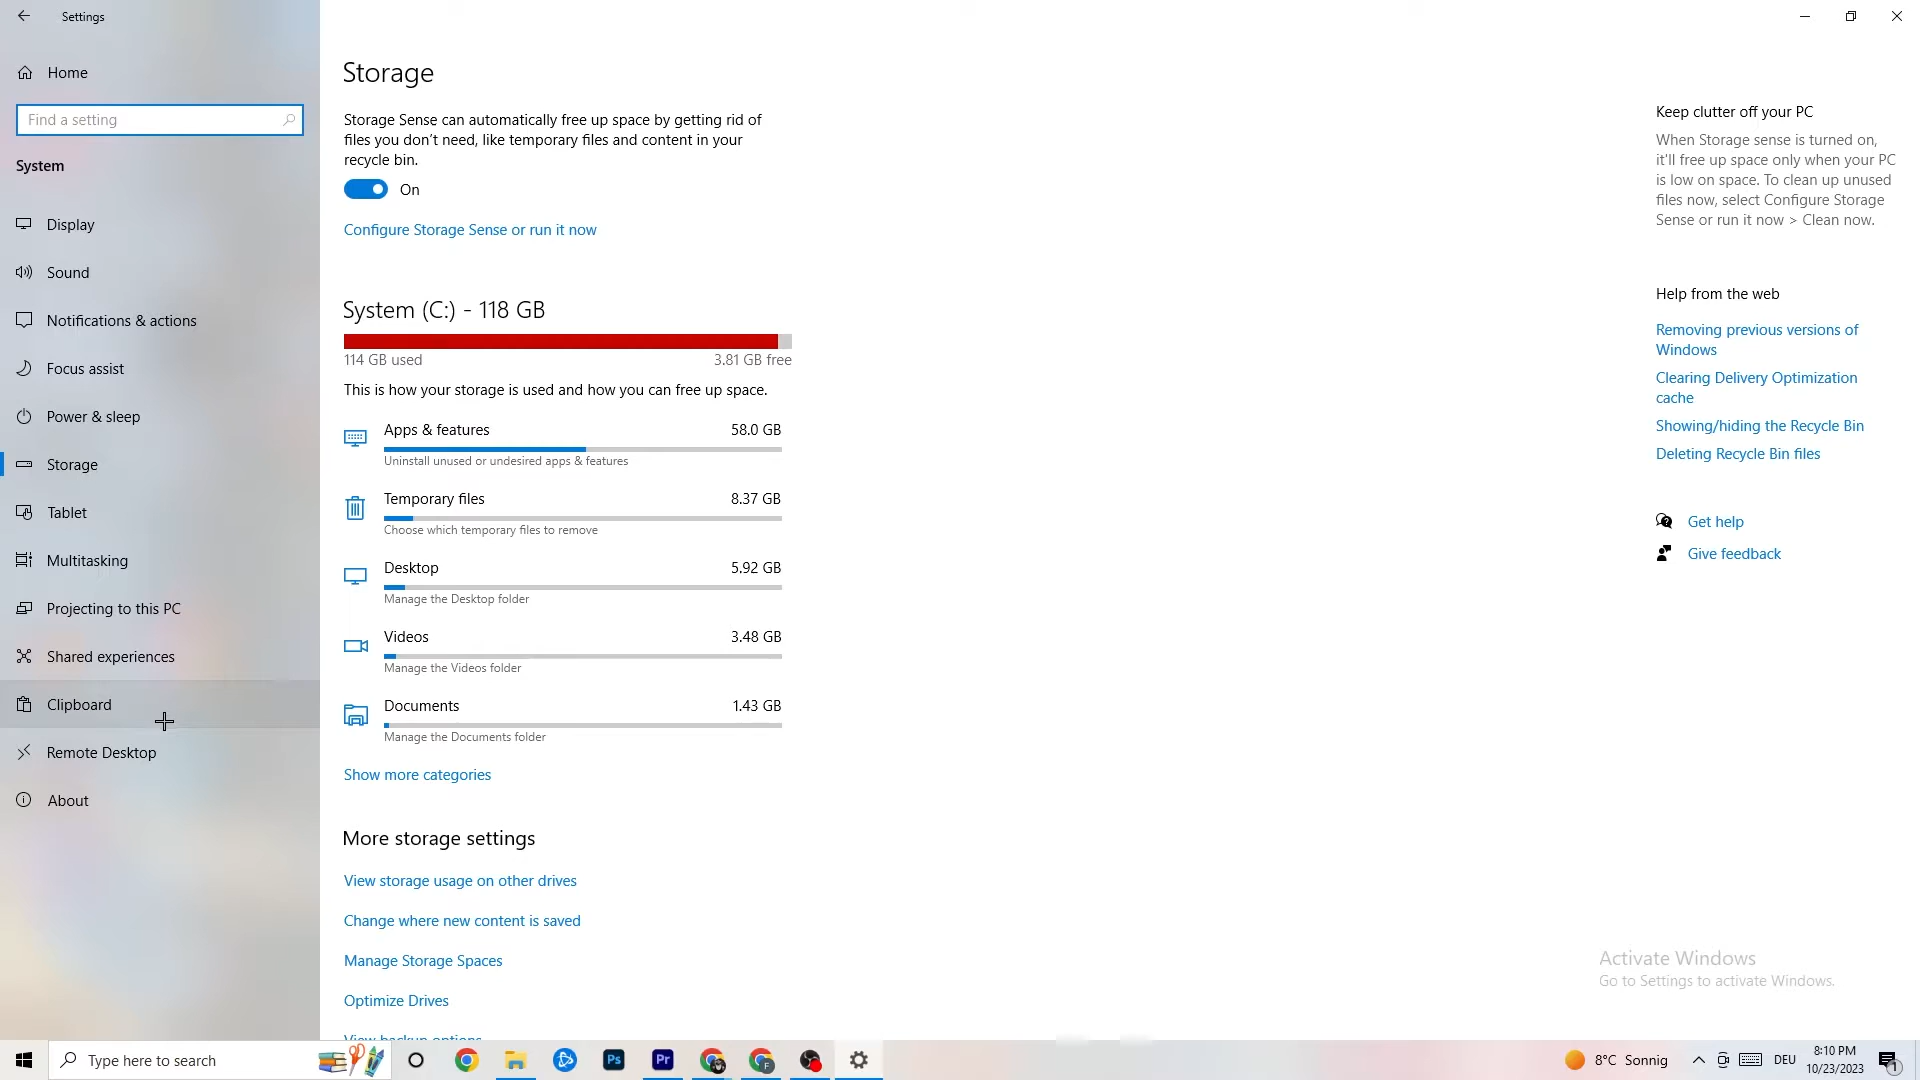 Settings
Home
Find a setting
System
Display
Sound
Notifications & actions
Focus assist
Power & sleep
Storage
Tablet
Multitasking
Projecting to this PC
Shared experiences
Clipboard
Remote Desktop
About
Storage
Storage Sense can automatically free up space by getting rid of
files you don't need, like temporary files and content in your
recycle bin.
On
Configure Storage Sense or run it now
System (C:) - 118 GB
114 GB used
3.81 GB free
This is how your storage is used and how you can free up space.
Apps & features 58.0 GB
Uninstall unused or undesired apps & features
Temporary files 8.37 GB
Choose which temporary files to remove
Desktop 5.92 GB
Manage the Desktop folder
Videos 3.48 GB
Manage the Videos folder
Documents 1.43 GB
Manage the Documents folder
Show more categories
More storage settings
View storage usage on other drives
Change where new content is saved
Manage Storage Spaces
Optimize Drives
View backup options
Keep clutter off your PC
When Storage sense is turned on,
it'll free up space only when your PC
is low on space. To clean up unused
files now, select Configure Storage
Sense or run it now > Clean now.
Help from the web
Removing previous versions of
Windows
Clearing Delivery Optimization
cache
Showing/hiding the Recycle Bin
Deleting Recycle Bin files
Get help
Give feedback
Activate Windows
Go to Settings to activate Windows.
Type here to search
Ps
Pr
F
8°C Sonnig
DEU
8:10 PM
10/23/2023
1